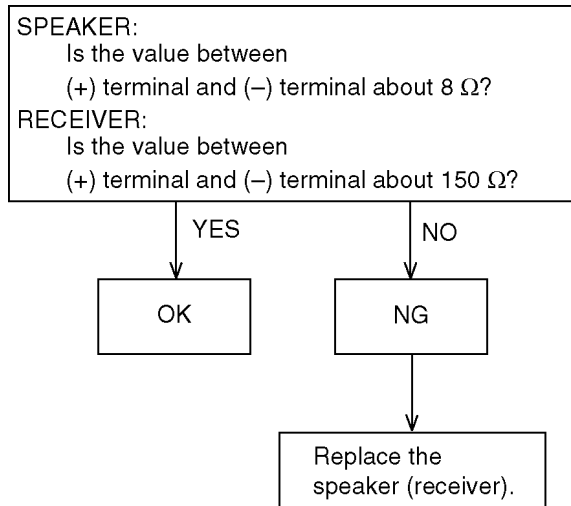 SPEAKER:
Is the value between
(+) terminal and (–) terminal about 8 Ω?
RECEIVER:
Is the value between
(+) terminal and (–) terminal about 150 Ω?
YES
NO
OK
NG
Replace the
speaker (receiver).